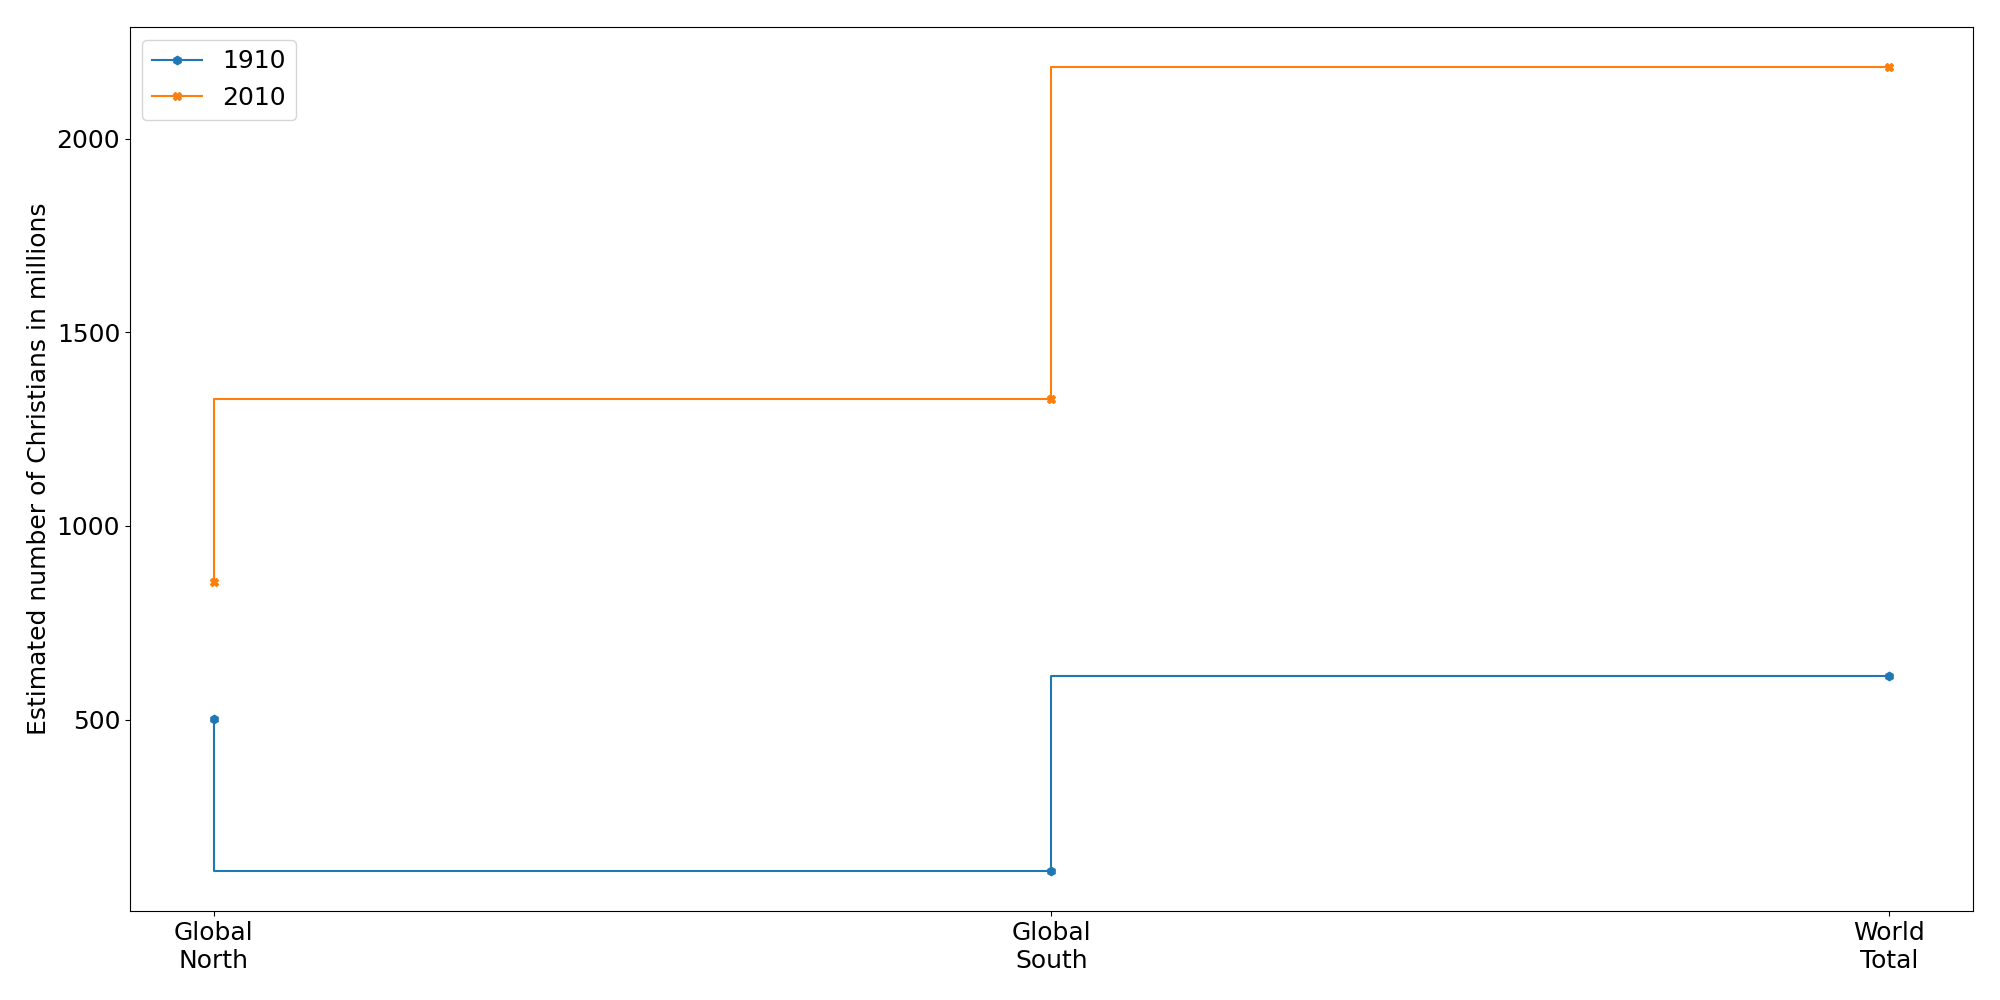 1910
2010
Estimated number of Christians in millions
2000
1500
1000
500
Global
North
Global
South
World
Total